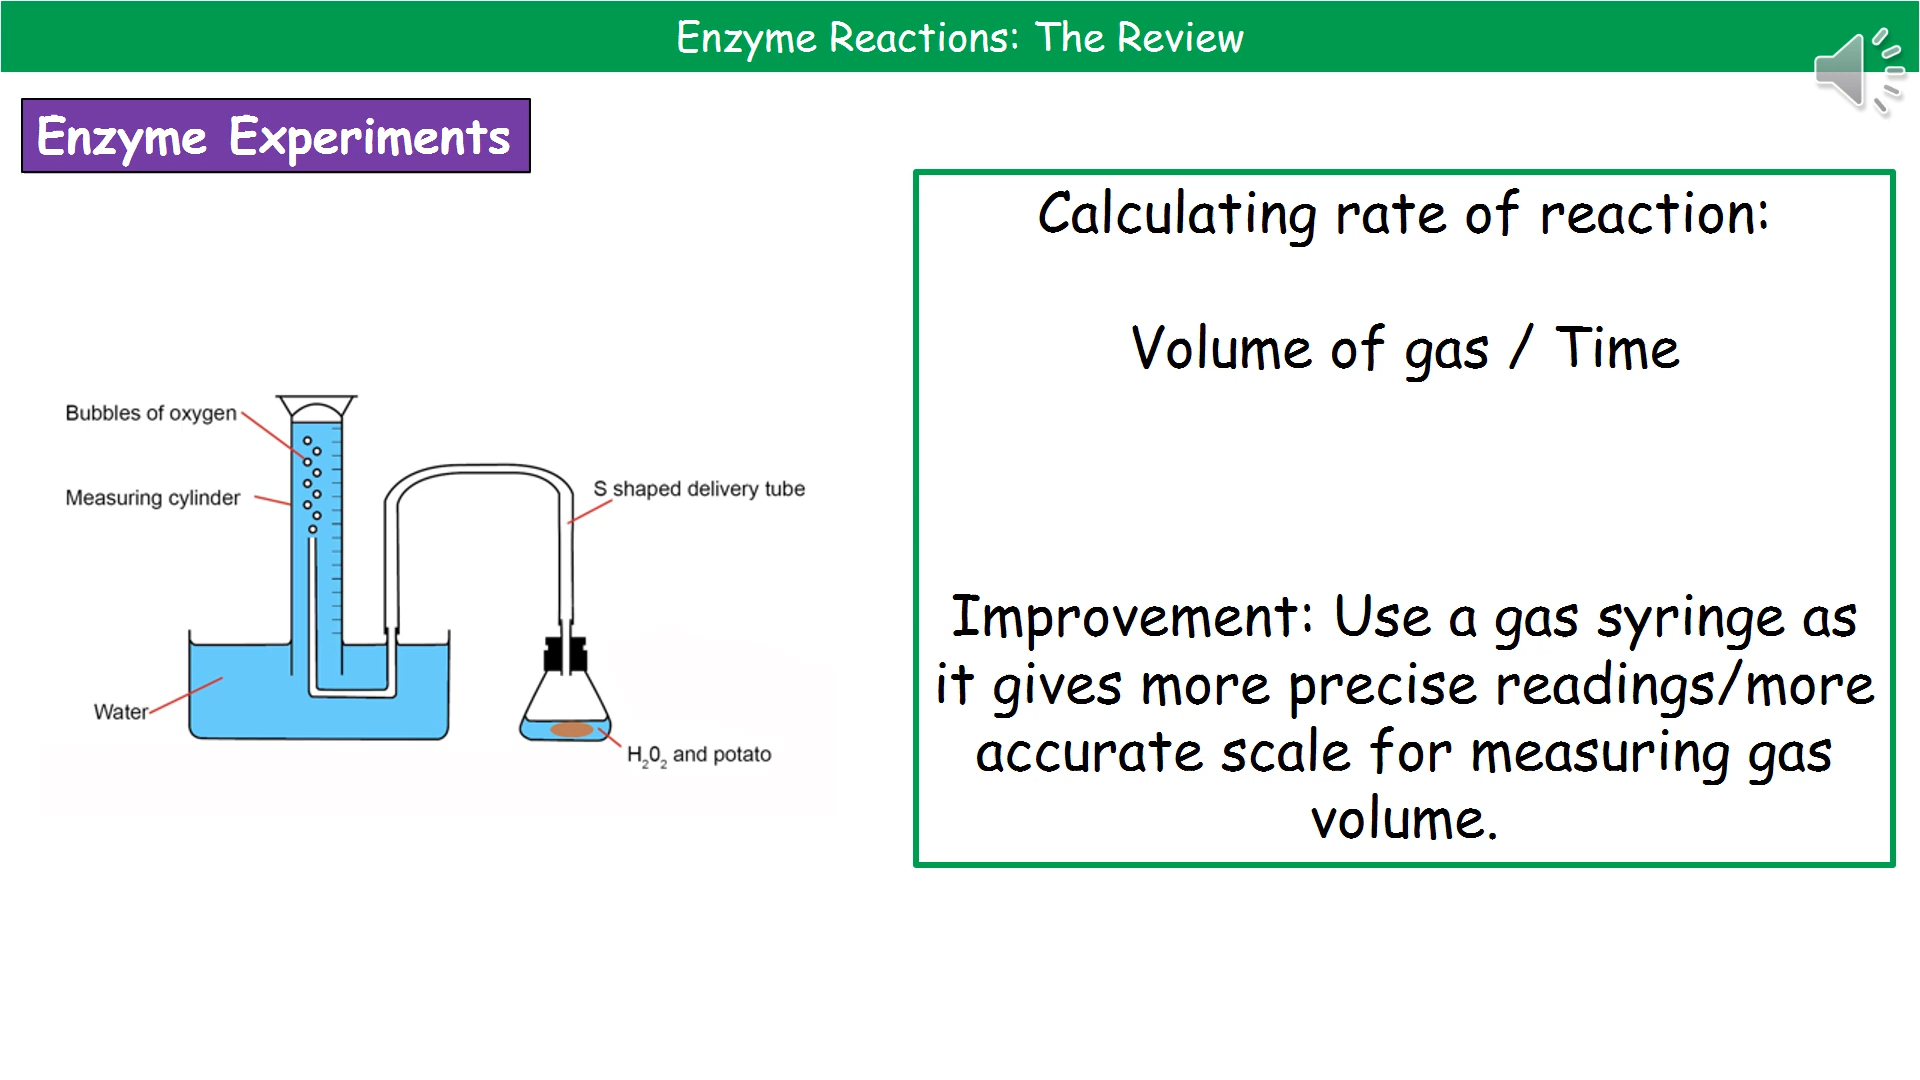 Enzyme Reactions: The Review
Enzyme Experiments
Calculating rate of reaction:
Volume of gas / Time
Improvement: Use a gas syringe as
it gives more precise readings/more
accurate scale for measuring gas
volume.
Bubbles of oxygen
Measuring cylinder
S shaped delivery tube
Water
H₂0₂ and potato